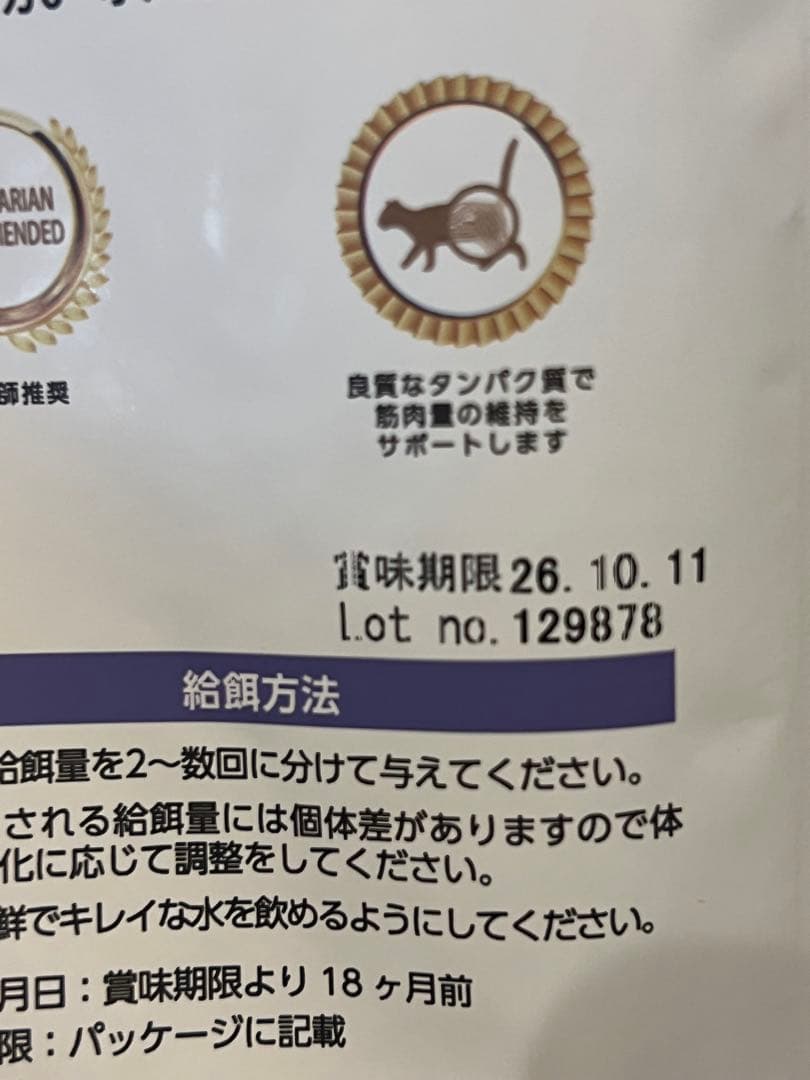 ARIAN
ENDED
師推奨
良質なタンパク質で
筋肉量の維持を
サポートします
賞味期限 26. 10. 11
Lot no. 129878
給餌方法
給餌量を2〜数回に分けて与えてください。
される給餌量には個体差がありますので体
化に応じて調整をしてください。
鮮でキレイな水を飲めるようにしてください。
月日：賞味期限より 18 ヶ月前
限：パッケージに記載